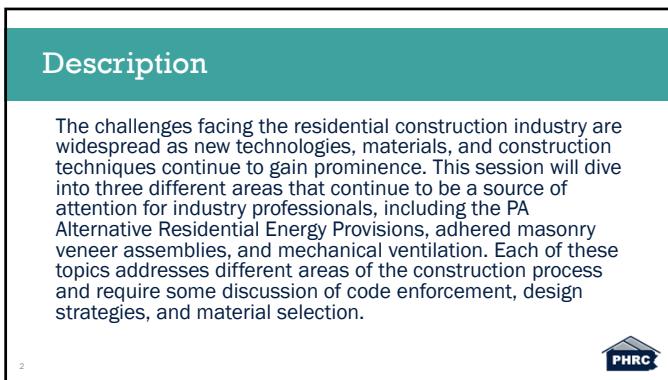 Description
The challenges facing the residential construction industry are
widespread as new technologies, materials, and construction
techniques continue to gain prominence. This session will dive
into three different areas that continue to be a source of
attention for industry professionals, including the PA
Alternative Residential Energy Provisions, adhered masonry
veneer assemblies, and mechanical ventilation. Each of these
topics addresses different areas of the construction process
and require some discussion of code enforcement, design
strategies, and material selection.
2
PHRC